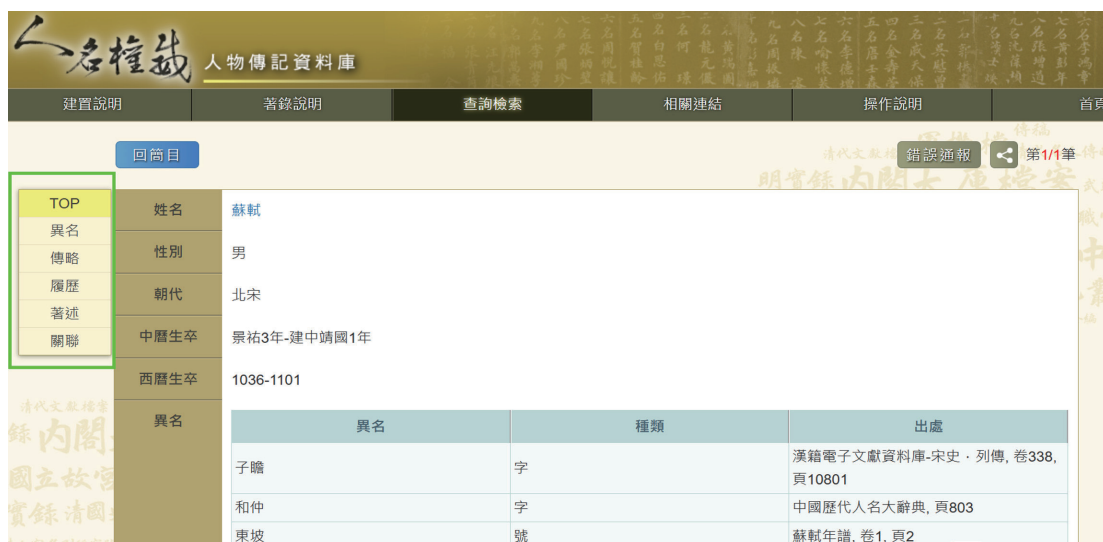 人名權威 人物傳記資料庫
建置說明 著錄說明 查詢檢索 相關連結 操作說明 首頁
回簡目 錯誤通報 第1/1筆
TOP
異名
傳略
履歷
著述
關聯
姓名 蘇軾
性別 男
朝代 北宋
中曆生卒 景祐3年-建中靖國1年
西曆生卒 1036-1101
異名
異名 種類 出處
子瞻 字 漢籍電子文獻資料庫-宋史·列傳, 卷338,
頁10801
和仲 字 中國歷代人名大辭典, 頁803
東坡 號 蘇軾年譜, 卷1, 頁2